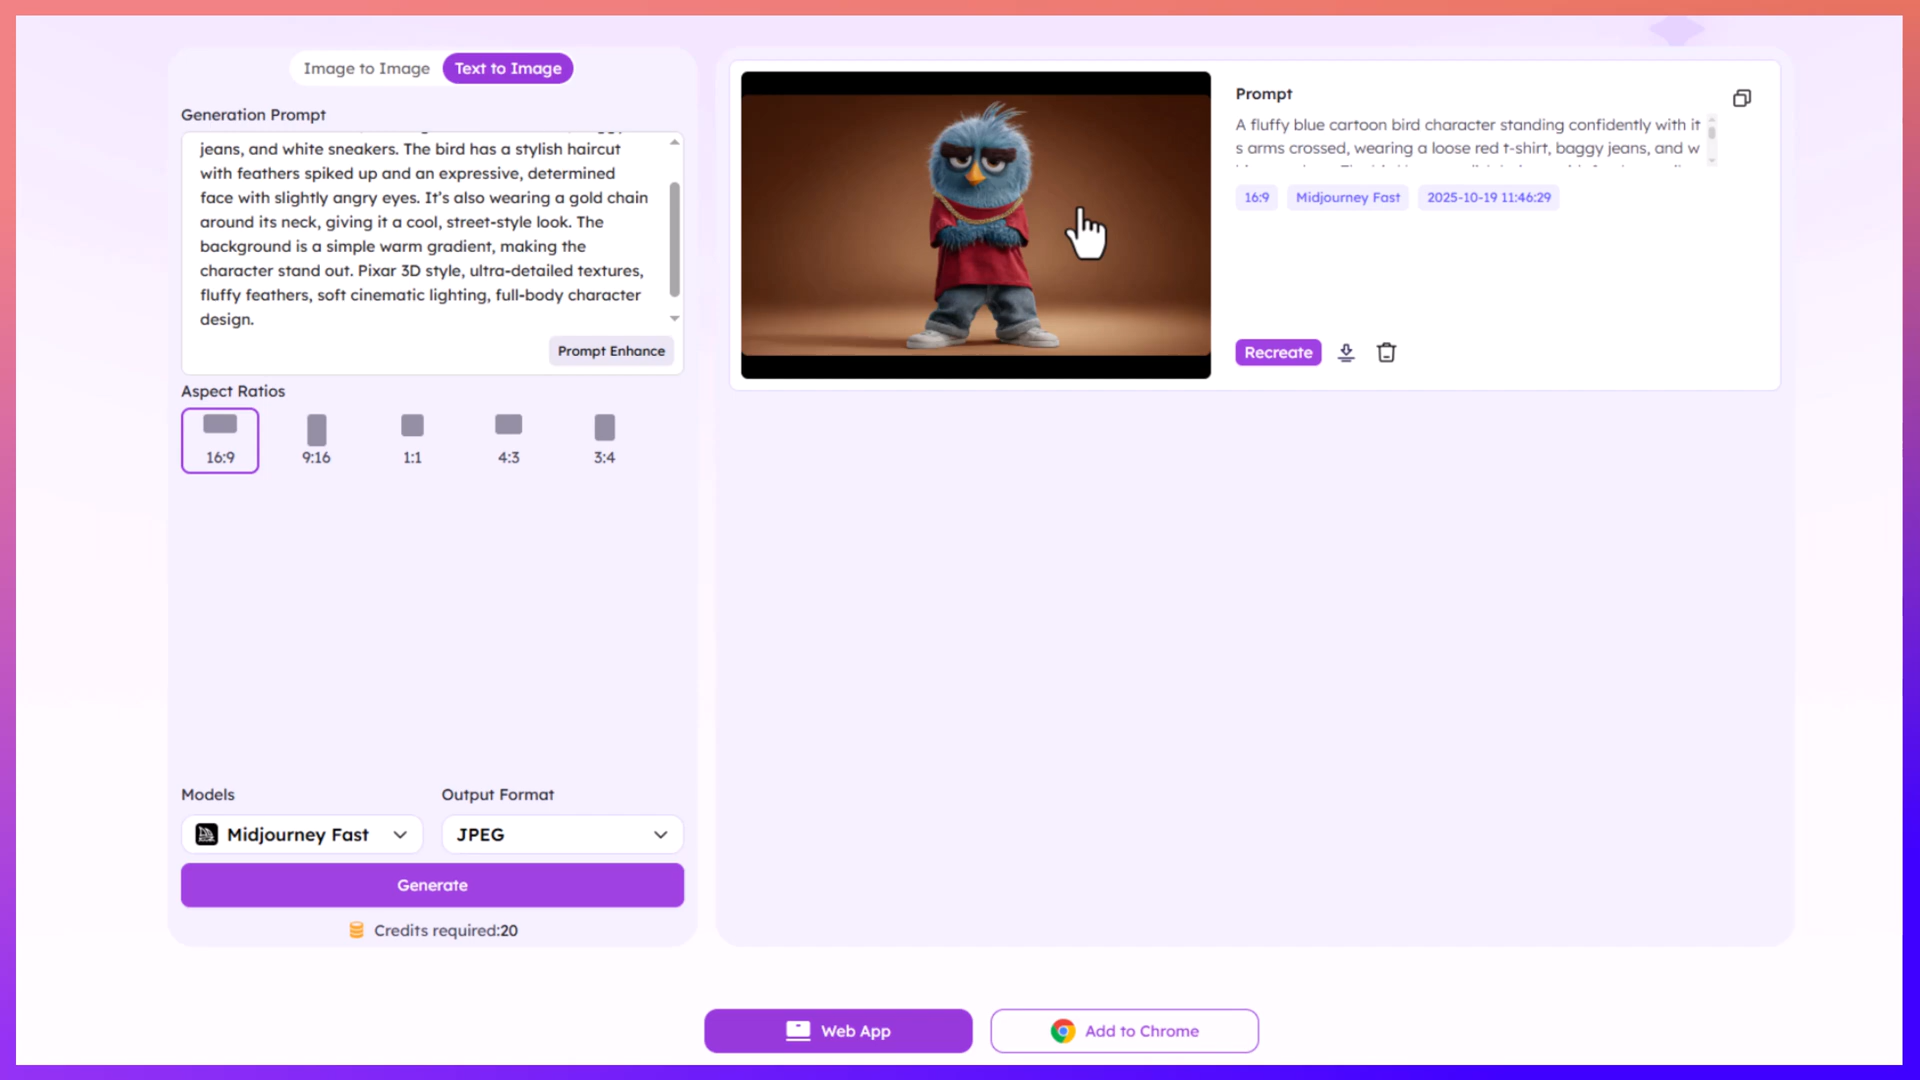 Image to Image
Text to Image
Generation Prompt
jeans, and white sneakers. The bird has a stylish haircut
with feathers spiked up and an expressive, determined
face with slightly angry eyes. It's also wearing a gold chain
around its neck, giving it a cool, street-style look. The
background is a simple warm gradient, making the
character stand out. Pixar 3D style, ultra-detailed textures,
fluffy feathers, soft cinematic lighting, full-body character
design.
Prompt Enhance
Aspect Ratios
16:9
9:16
1:1
4:3
3:4
Models
Output Format
Midjourney Fast
JPEG
Generate
Credits required:20
Prompt
A fluffy blue cartoon bird character standing confidently with it
s arms crossed, wearing a loose red t-shirt, baggy jeans, and w
16:9
Midjourney Fast
2025-10-19 11:46:29
Recreate
Web App
Add to Chrome